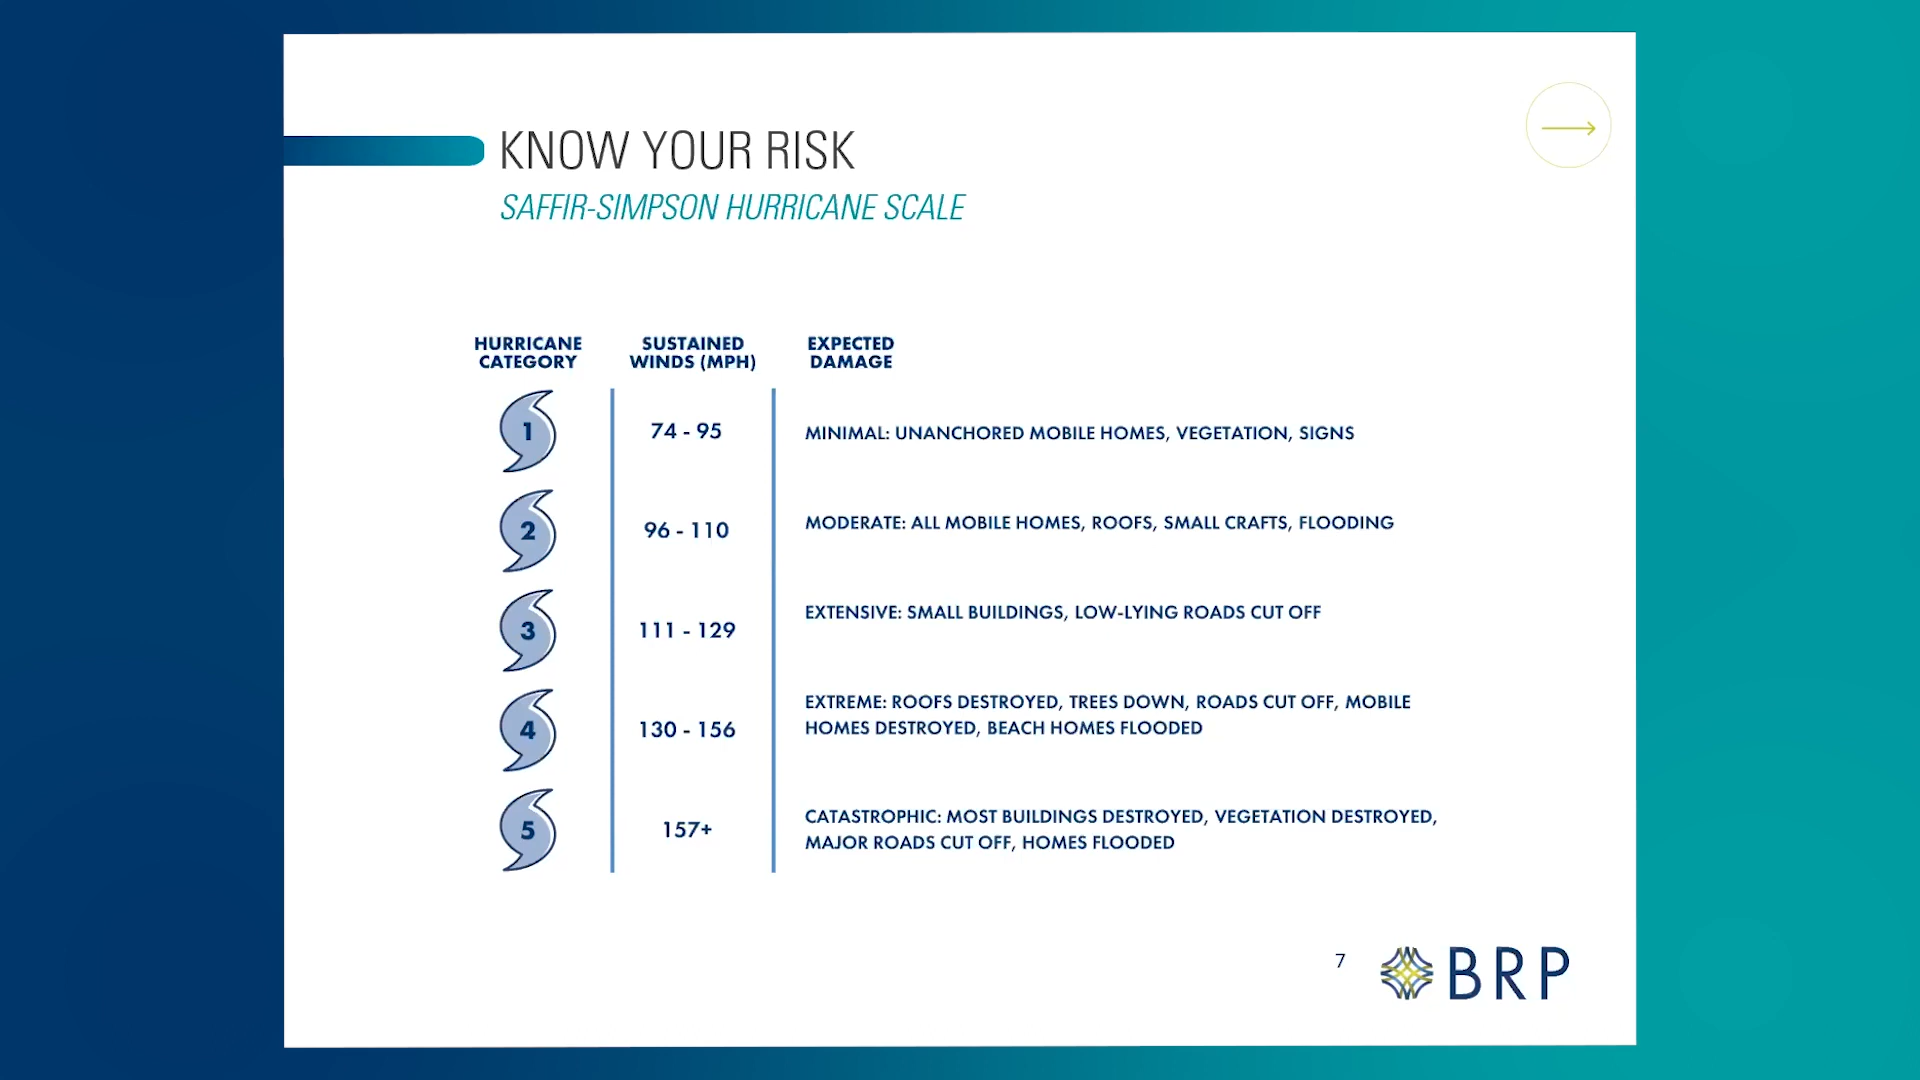 KNOW YOUR RISK
SAFFIR-SIMPSON HURRICANE SCALE
HURRICANE CATEGORY
SUSTAINED WINDS (MPH)
EXPECTED DAMAGE
1
74 - 95
MINIMAL: UNANCHORED MOBILE HOMES, VEGETATION, SIGNS
2
96 - 110
MODERATE: ALL MOBILE HOMES, ROOFS, SMALL CRAFTS, FLOODING
3
111 - 129
EXTENSIVE: SMALL BUILDINGS, LOW-LYING ROADS CUT OFF
4
130 - 156
EXTREME: ROOFS DESTROYED, TREES DOWN, ROADS CUT OFF, MOBILE
HOMES DESTROYED, BEACH HOMES FLOODED
5
157+
CATASTROPHIC: MOST BUILDINGS DESTROYED, VEGETATION DESTROYED,
MAJOR ROADS CUT OFF, HOMES FLOODED
7
BRP